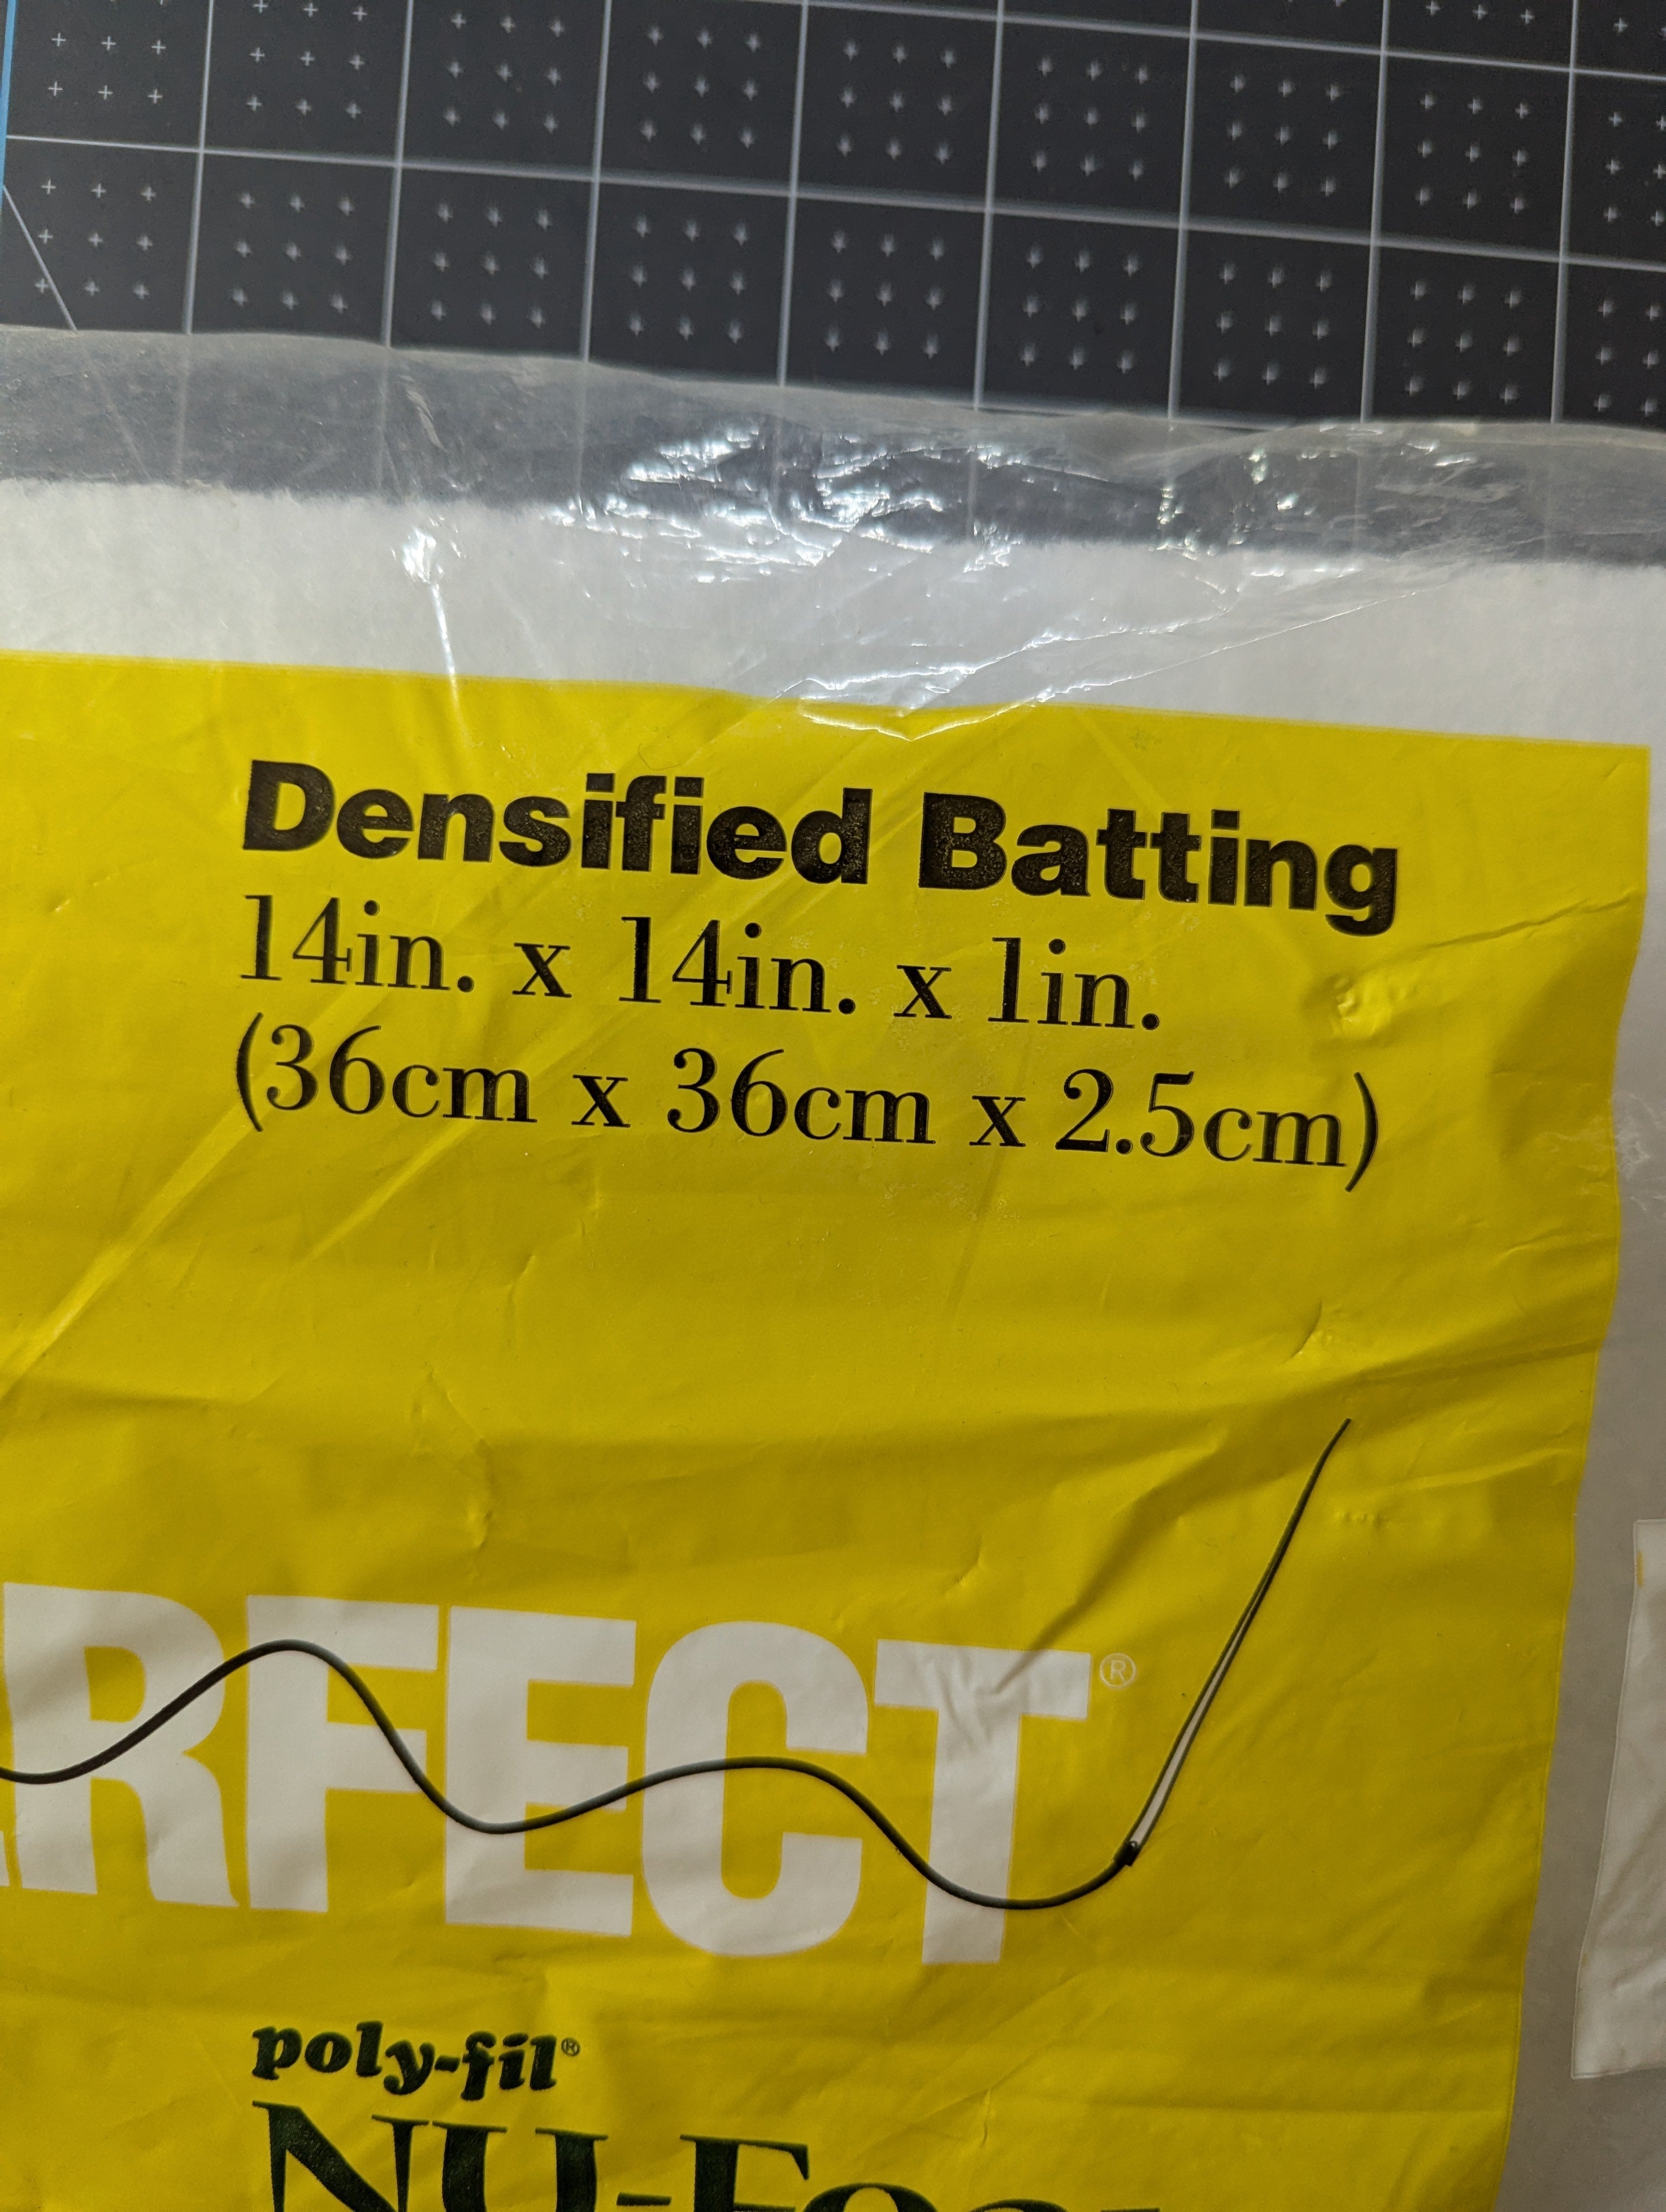 Densified Batting
14in. x 14in. x 1in.
(36cm x 36cm x 2.5cm)
RFECT®
poly-fil®